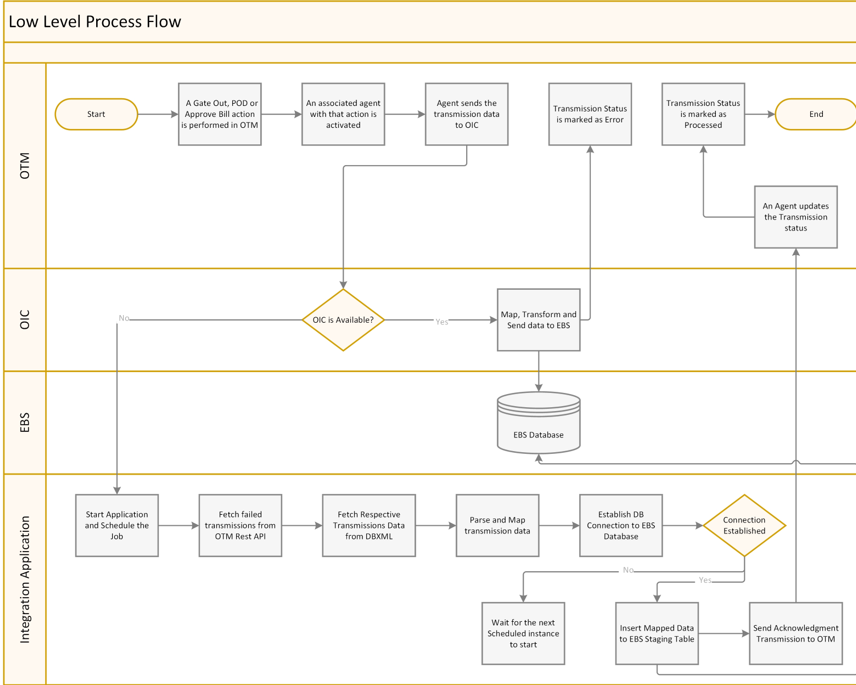 Low Level Process Flow
OTM
Start
A Gate Out, POD or
Approve Bill action
is performed in OTM
An associated agent
with that action is
activated
Agent sends the
transmission data
to OIC
Transmission Status
is marked as Error
Transmission Status
is marked as
Processed
End
An Agent updates
the Transmission
status
OIC
No
OIC is Available?
Yes
Map, Transform and
Send data to EBS
EBS
EBS Database
Integration Application
Start Application
and Schedule the
Job
Fetch failed
transmissions from
OTM Rest API
Fetch Respective
Transmissions Data
from DBXML
Parse and Map
transmission data
Establish DB
Connection to EBS
Database
Connection
Established
No
Yes
Wait for the next
Scheduled instance
to start
Insert Mapped Data
to EBS Staging Table
Send Acknowledgment
Transmission to OTM